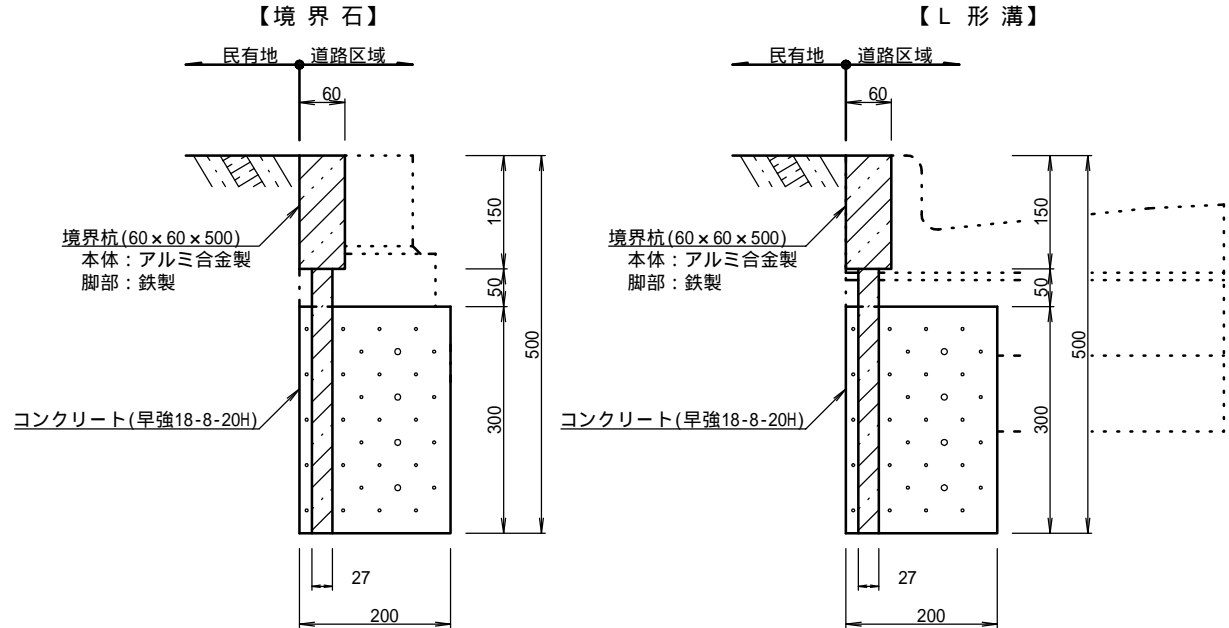 【境界石】
民有地 道路区域
60
150
境界杭(60×60×500)
本体：アルミ合金製
脚部：鉄製
50
500
300
コンクリート(早強18-8-20H)
27
200
【L形溝】
民有地 道路区域
60
150
境界杭(60×60×500)
本体：アルミ合金製
脚部：鉄製
50
500
300
コンクリート(早強18-8-20H)
27
200